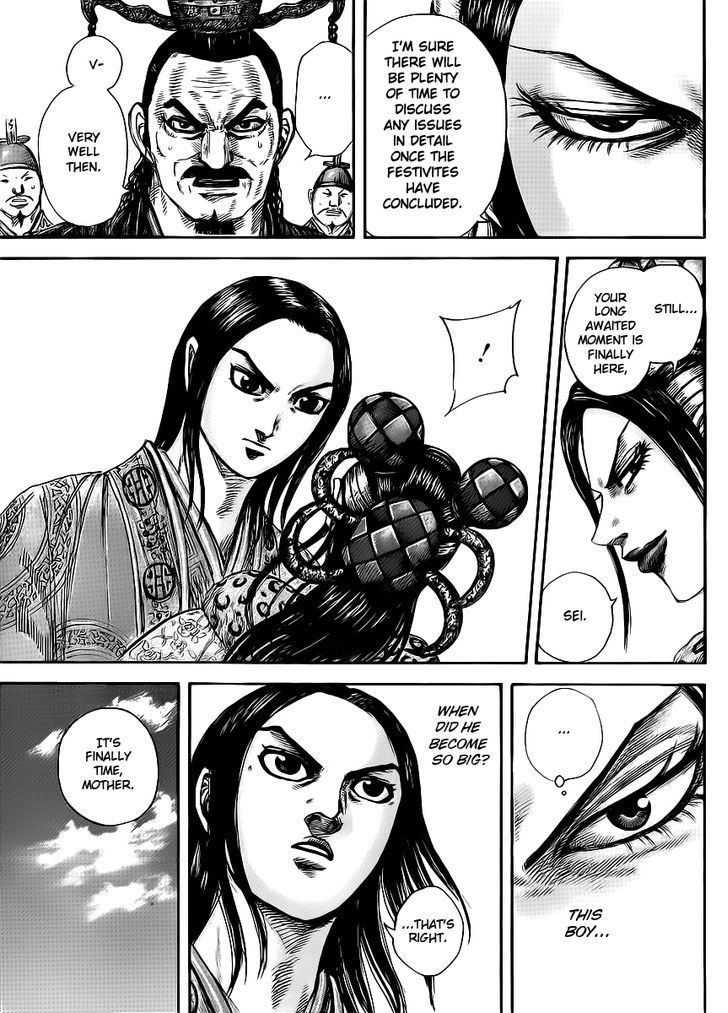 I'M SURE
THERE WILL
BE PLENTY
OF TIME TO
DISCUSS
ANY ISSUES
IN DETAIL
ONCE THE
FESTIVITES
HAVE
CONCLUDED.
...
V-
VERY
WELL
THEN.
STILL...
YOUR
LONG
AWAITED
MOMENT IS
FINALLY
HERE,
SEI.
!
...
THIS
BOY...
WHEN
DID HE
BECOME
SO BIG?
...THAT'S
RIGHT.
IT'S
FINALLY
TIME,
MOTHER.